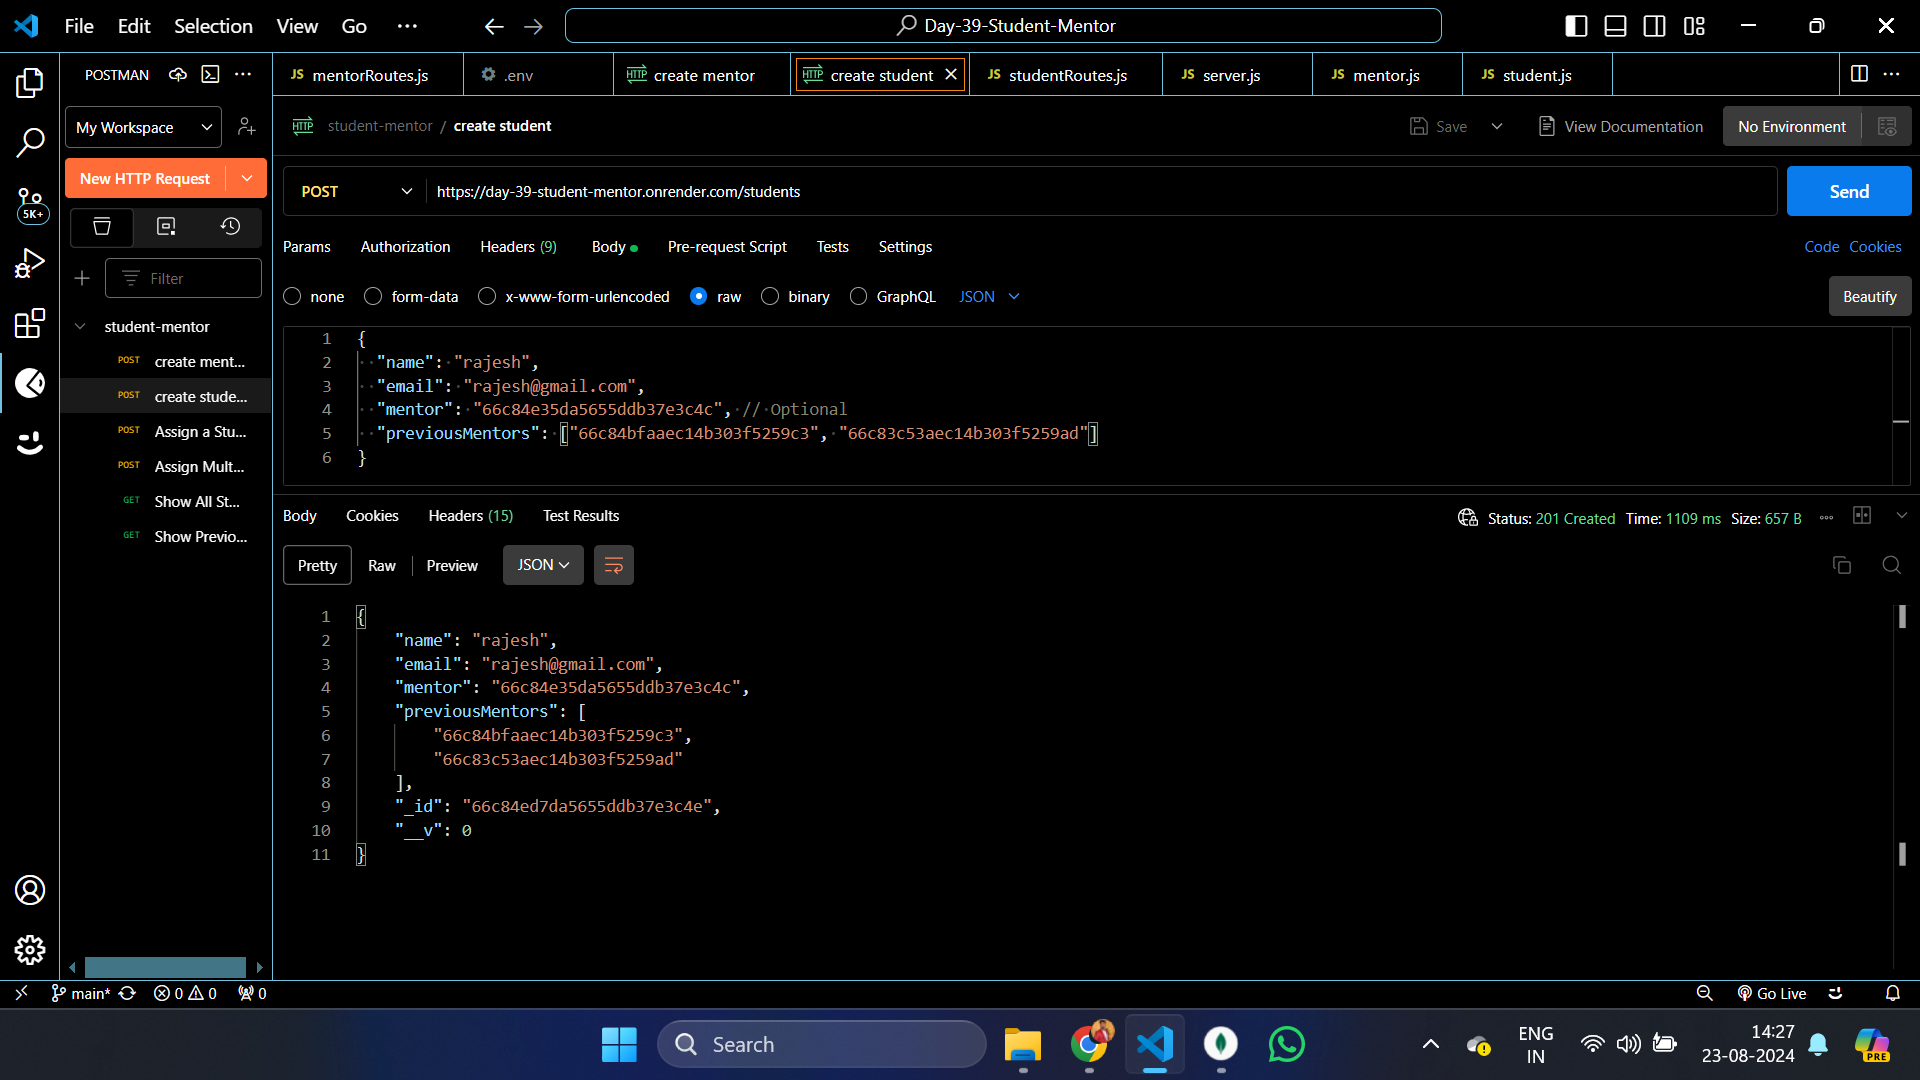 File Edit Selection View Go ··· Day-39-Student-Mentor
POSTMAN ···
JS mentorRoutes.js .env HTTP create mentor HTTP create student JS studentRoutes.js JS server.js JS mentor.js JS student.js ···
My Workspace
HTTP student-mentor / create student Save View Documentation No Environment
New HTTP Request
POST https://day-39-student-mentor.onrender.com/students Send
5K+
Params Authorization Headers (9) Body Pre-request Script Tests Settings Code Cookies
Filter
none form-data x-www-form-urlencoded raw binary GraphQL JSON Beautify
student-mentor
POST create ment...
POST create stude...
POST Assign a Stu...
POST Assign Mult...
GET Show All St...
GET Show Previo...
1 {
2 "name": "rajesh",
3 "email": "rajesh@gmail.com",
4 "mentor": "66c84e35da5655ddb37e3c4c", // Optional
5 "previousMentors": ["66c84bfaaec14b303f5259c3", "66c83c53aec14b303f5259ad"]
6 }
Body Cookies Headers (15) Test Results Status: 201 Created Time: 1109 ms Size: 657 B
Pretty Raw Preview JSON
1 {
2 "name": "rajesh",
3 "email": "rajesh@gmail.com",
4 "mentor": "66c84e35da5655ddb37e3c4c",
5 "previousMentors": [
6 "66c84bfaaec14b303f5259c3",
7 "66c83c53aec14b303f5259ad"
8 ],
9 "_id": "66c84ed7da5655ddb37e3c4e",
10 "__v": 0
11 }
main* 0 0 0 Go Live
Search
ENG
IN
14:27
23-08-2024
PRE